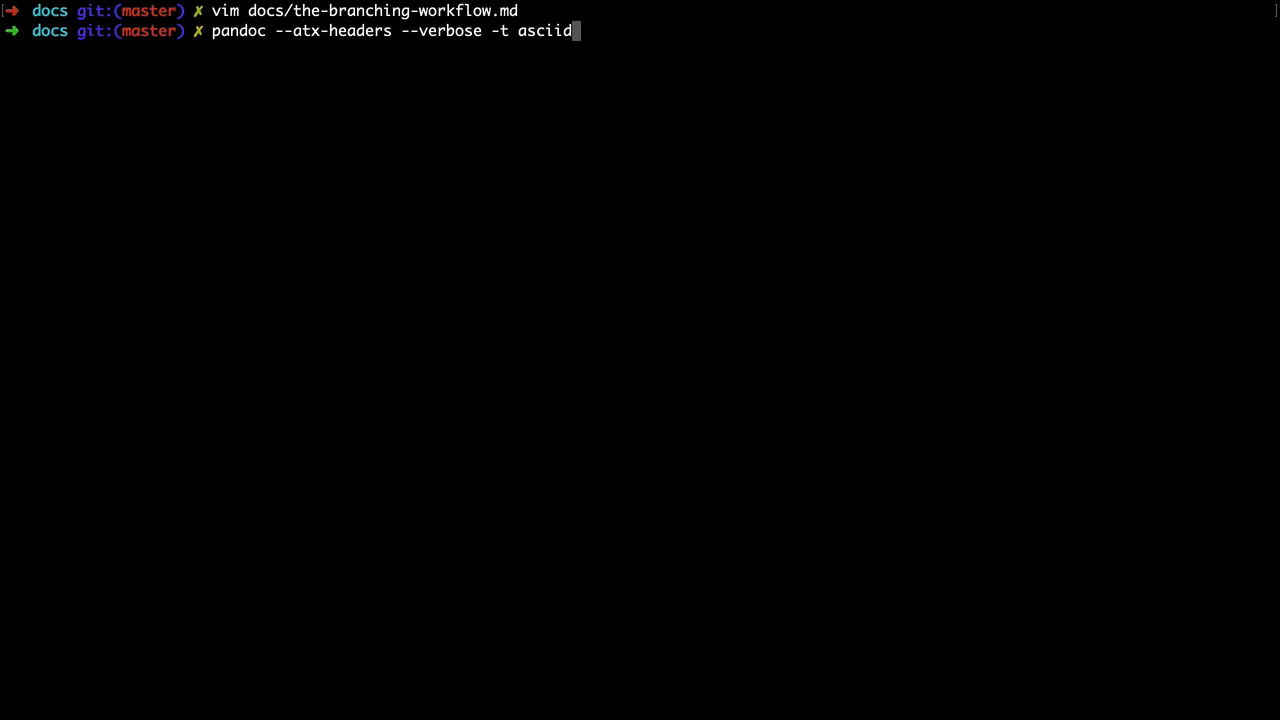 ➜ docs git:(master) ✗ vim docs/the-branching-workflow.md
➜ docs git:(master) ✗ pandoc --atx-headers --verbose -t asciid